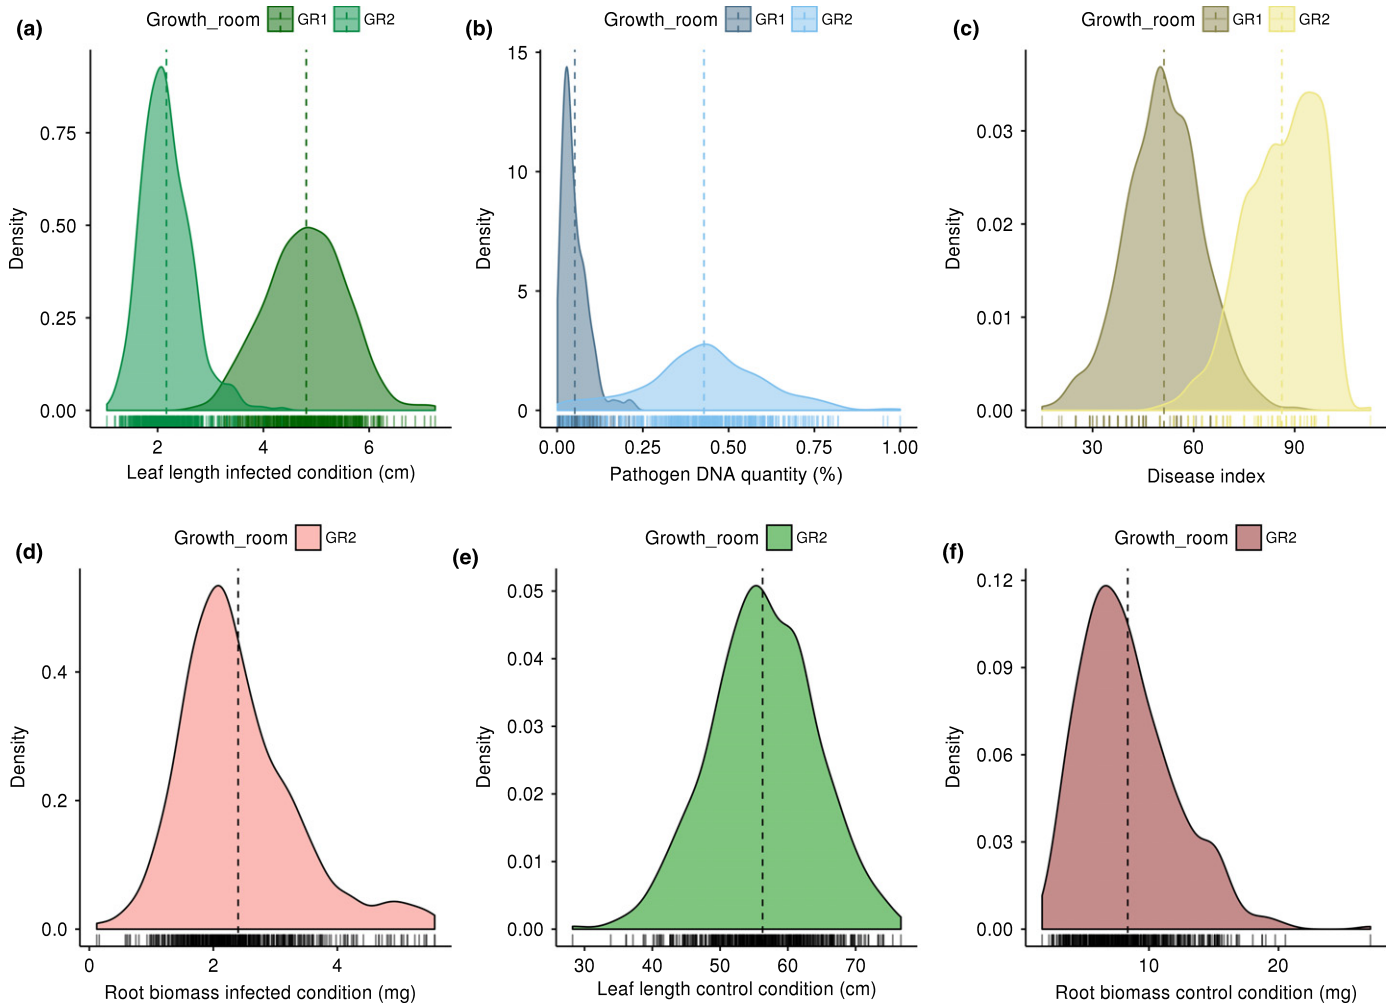 (a) Growth_room GR1 GR2
Density
0.75
0.50
0.25
0.00
2 4 6
Leaf length infected condition (cm)
(b) Growth_room GR1 GR2
Density
15
10
5
0
0.00 0.25 0.50 0.75 1.00
Pathogen DNA quantity (%)
(c) Growth_room GR1 GR2
Density
0.03
0.02
0.01
0.00
30 60 90
Disease index
(d) Growth_room GR2
Density
0.4
0.2
0.0
0 2 4
Root biomass infected condition (mg)
(e) Growth_room GR2
Density
0.05
0.04
0.03
0.02
0.01
0.00
30 40 50 60 70
Leaf length control condition (cm)
(f) Growth_room GR2
Density
0.12
0.09
0.06
0.03
0.00
10 20
Root biomass control condition (mg)